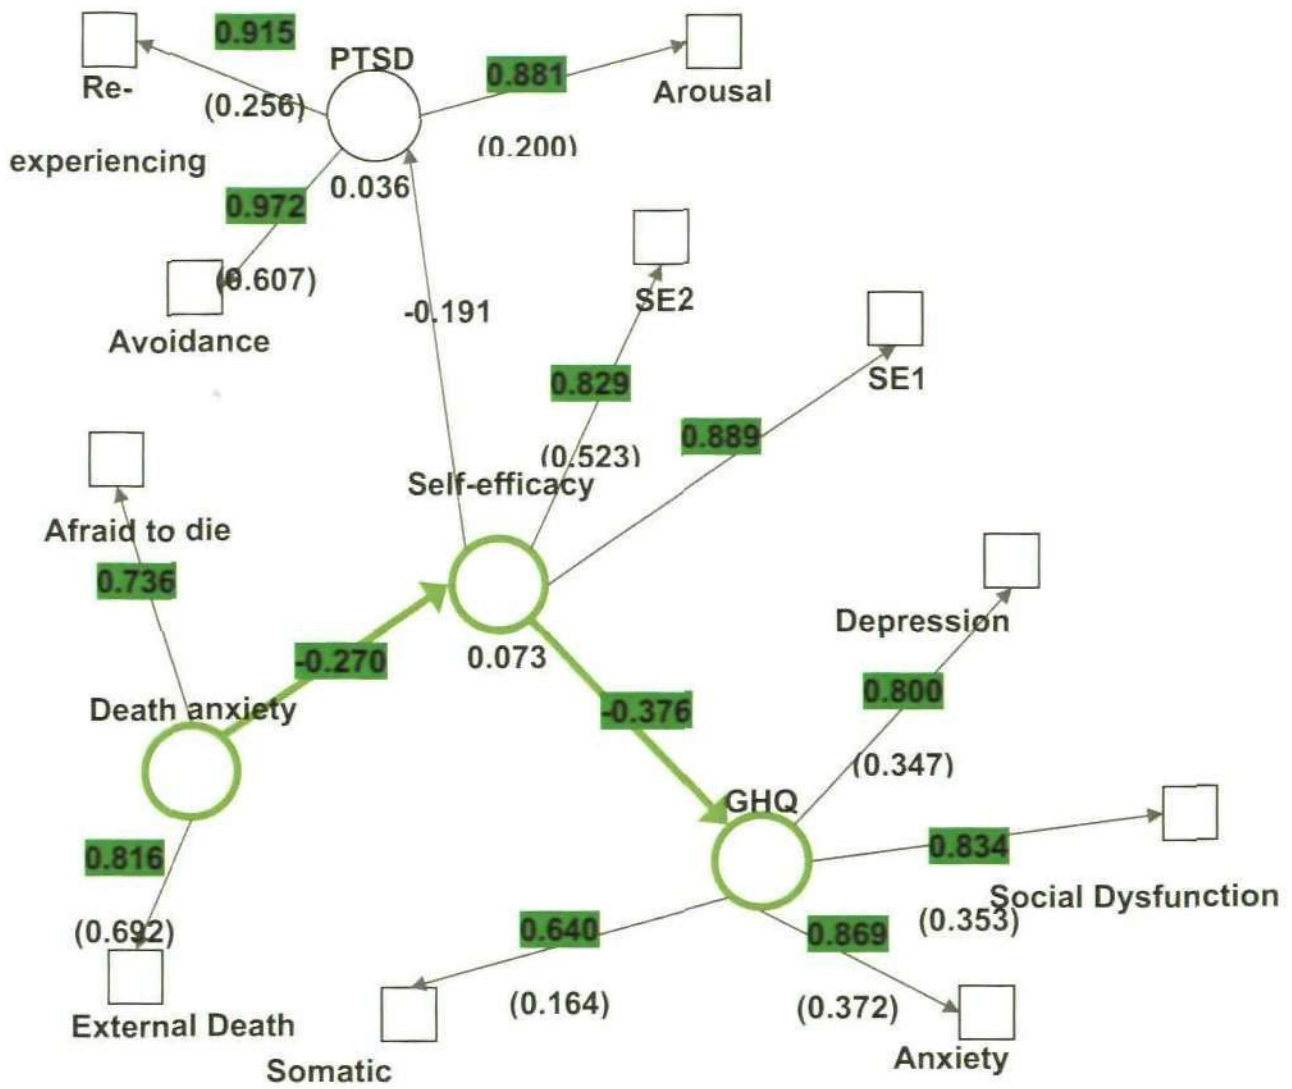 0.915
PTSD
0.881
Re-
(0.256)
Arousal
(0.200)
experiencing
0.036
0.972
(0.607)
SE2
-0.191
Avoidance
SE1
0.829
0.889
(0.523)
Self-efficacy
Afraid to die
0.736
Depression
-0.270
0.073
0.800
Death anxiety
-0.376
(0.347)
GHQ
0.816
0.834
Social Dysfunction
(0.692)
0.640
0.869
(0.353)
(0.164)
(0.372)
External Death
Anxiety
Somatic